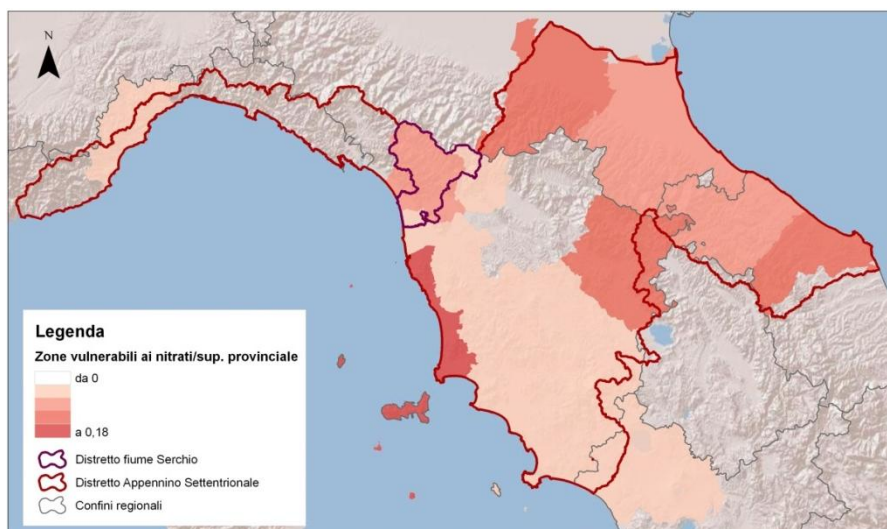 N
Legenda
Zone vulnerabili ai nitrati/sup. provinciale
da 0
a 0,18
Distretto fiume Serchio
Distretto Appennino Settentrionale
Confini regionali